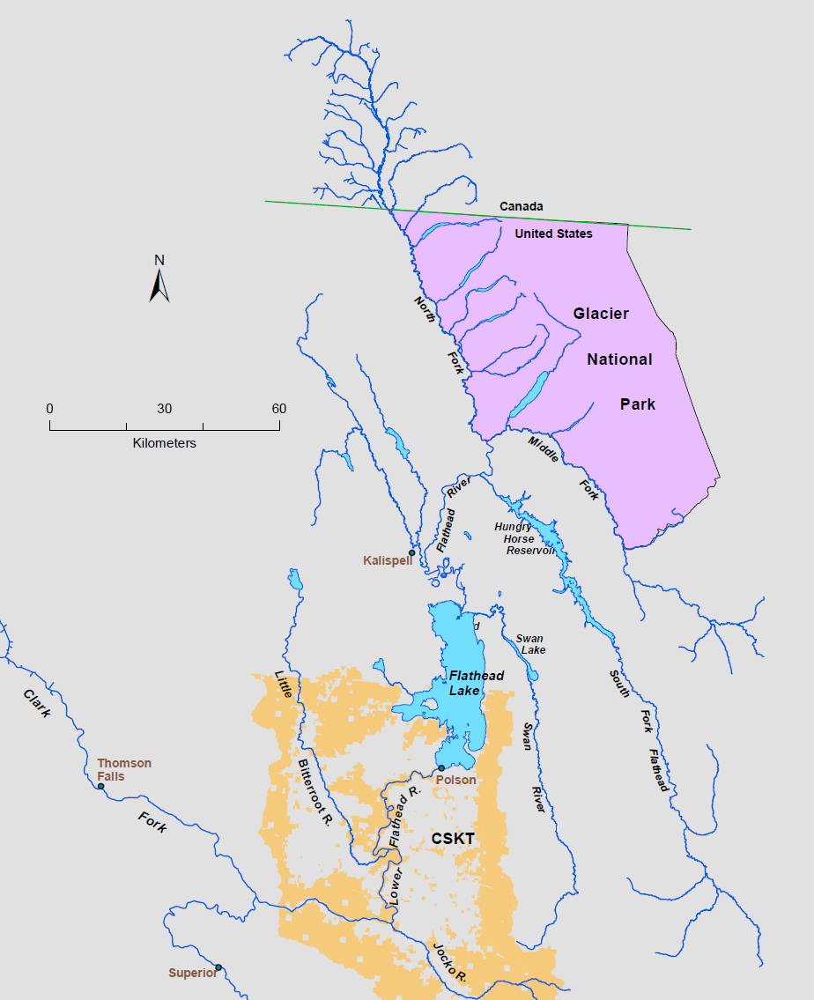 Canada
United States
N
Glacier
National
Park
North
Fork
0 30 60
Kilometers
Middle
Fork
River
Flathead
Hungry
Horse
Reservoir
Kalispell
d
Swan
Lake
Flathead
Lake
Little
Bitterroot R.
Clark
Fork
South
Fork
Flathead
Swan
River
Thomson
Falls
Polson
Flathead R.
Lower
CSKT
Jocko R.
Superior